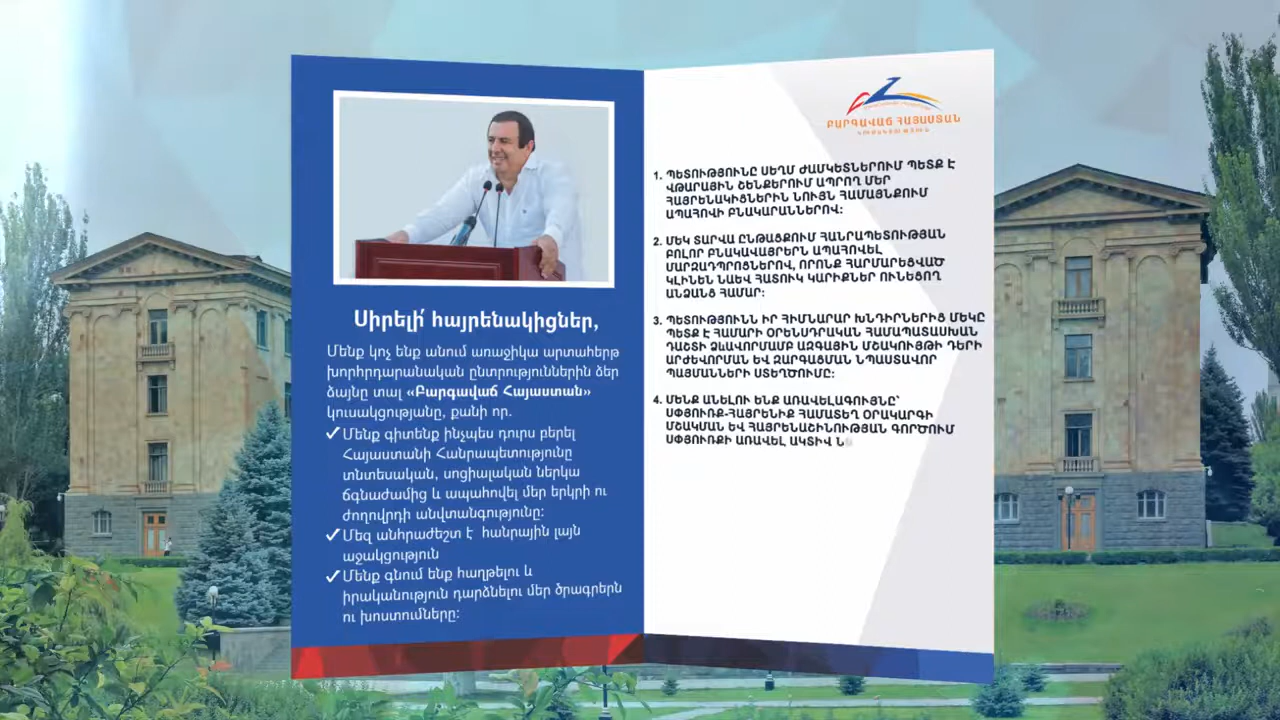 Սիրելի՛ հայրենակիցներ,
Մենք կոչ ենք անում առաջիկա արտահերթ
խորհրդարանական ընտրություններին ձեր
ձայնը տալ «Բարգավաճ Հայաստան»
կուսակցությանը, քանի որ.
Մենք գիտենք ինչպես դուրս բերել
Հայաստանի Հանրապետությունը
տնտեսական, սոցիալական ներկա
ճգնաժամից և ապահովել մեր երկրի ու
ժողովրդի անվտանգությունը:
Մեզ անհրաժեշտ է հանրային լայն
աջակցություն
Մենք գնում ենք հաղթելու և
իրականություն դարձնելու մեր ծրագրերն
ու խոստումները:
ԲԱՐԳԱՎԱՃ ՀԱՅԱՍՏԱՆ
ԿՈՒՍԱԿՑՈՒԹՅՈՒՆ
1. ՊԵՏՈՒԹՅՈՒՆԸ ՍԵՂՄ ԺԱՄԿԵՏՆԵՐՈՒՄ ՊԵՏՔ Է
ՎԹԱՐԱՅԻՆ ՇԵՆՔԵՐՈՒՄ ԱՊՐՈՂ ՄԵՐ
ՀԱՅՐԵՆԱԿԻՑՆԵՐԻՆ ՆՈՒՅՆ ՀԱՄԱՅՆՔՈՒՄ
ԱՊԱՀՈՎԻ ԲՆԱԿԱՐԱՆՆԵՐՈՎ:
2. ՄԵԿ ՏԱՐՎԱ ԸՆԹԱՑՔՈՒՄ ՀԱՆՐԱՊԵՏՈՒԹՅԱՆ
ԲՈԼՈՐ ԲՆԱԿԱՎԱՅՐԵՐՆ ԱՊԱՀՈՎԵԼ
ՄԱՐԶԱԴՊՐՈՑՆԵՐՈՎ, ՈՐՈՆՔ ՀԱՐՄԱՐԵՑՎԱԾ
ԿԼԻՆԵՆ ՆԱԵՎ ՀԱՏՈՒԿ ԿԱՐԻՔՆԵՐ ՈՒՆԵՑՈՂ
ԱՆՁԱՆՑ ՀԱՄԱՐ:
3. ՊԵՏՈՒԹՅՈՒՆՆ ԻՐ ՀԻՄՆԱՐԱՐ ԽՆԴԻՐՆԵՐԻՑ ՄԵԿԸ
ՊԵՏՔ Է ՀԱՄԱՐԻ ՕՐԵՆՍԴՐԱԿԱՆ ՀԱՄԱՊԱՏԱՍԽԱՆ
ԴԱՇՏԻ ՁևԱՎՈՐՄԱՄԲ ԱԶԳԱՅԻՆ ՄՇԱԿՈՒՅԹԻ ԴԵՐԻ
ԱՐԺԵՎՈՐՄԱՆ ԵՎ ԶԱՐԳԱՑՄԱՆ ՆՊԱՍՏԱՎՈՐ
ՊԱՅՄԱՆՆԵՐԻ ՍՏԵՂԾՈՒՄԸ:
4. ՄԵՆՔ ԱՆԵԼՈՒ ԵՆՔ ԱՌԱՎԵԼԱԳՈՒՅՆԸ՝
ՍՓՅՈՒՌՔ-ՀԱՅՐԵՆԻՔ ՀԱՄԱՏԵՂ ՕՐԱԿԱՐԳԻ
ՄՇԱԿՄԱՆ ԵՎ ՀԱՅՐԵՆԱՇԻՆՈՒԹՅԱՆ ԳՈՐԾՈՒՄ
ՍՓՅՈՒՌՔԻ ԱՌԱՎԵԼ ԱԿՏԻՎ Ն